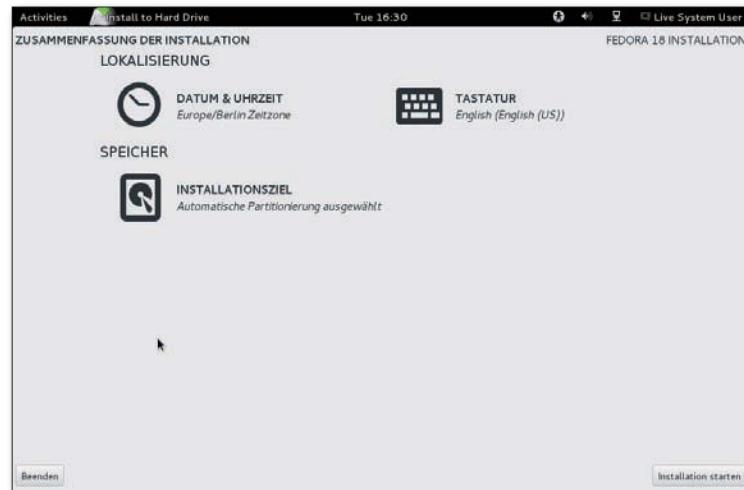 Activities Install to Hard Drive Tue 16:30 Live System User
ZUSAMMENFASSUNG DER INSTALLATION FEDORA 18 INSTALLATION
LOKALISIERUNG
DATUM & UHRZEIT
Europe/Berlin Zeitzone
TASTATUR
English (English (US))
SPEICHER
INSTALLATIONSZIEL
Automatische Partitionierung ausgewählt
Beenden Installation starten